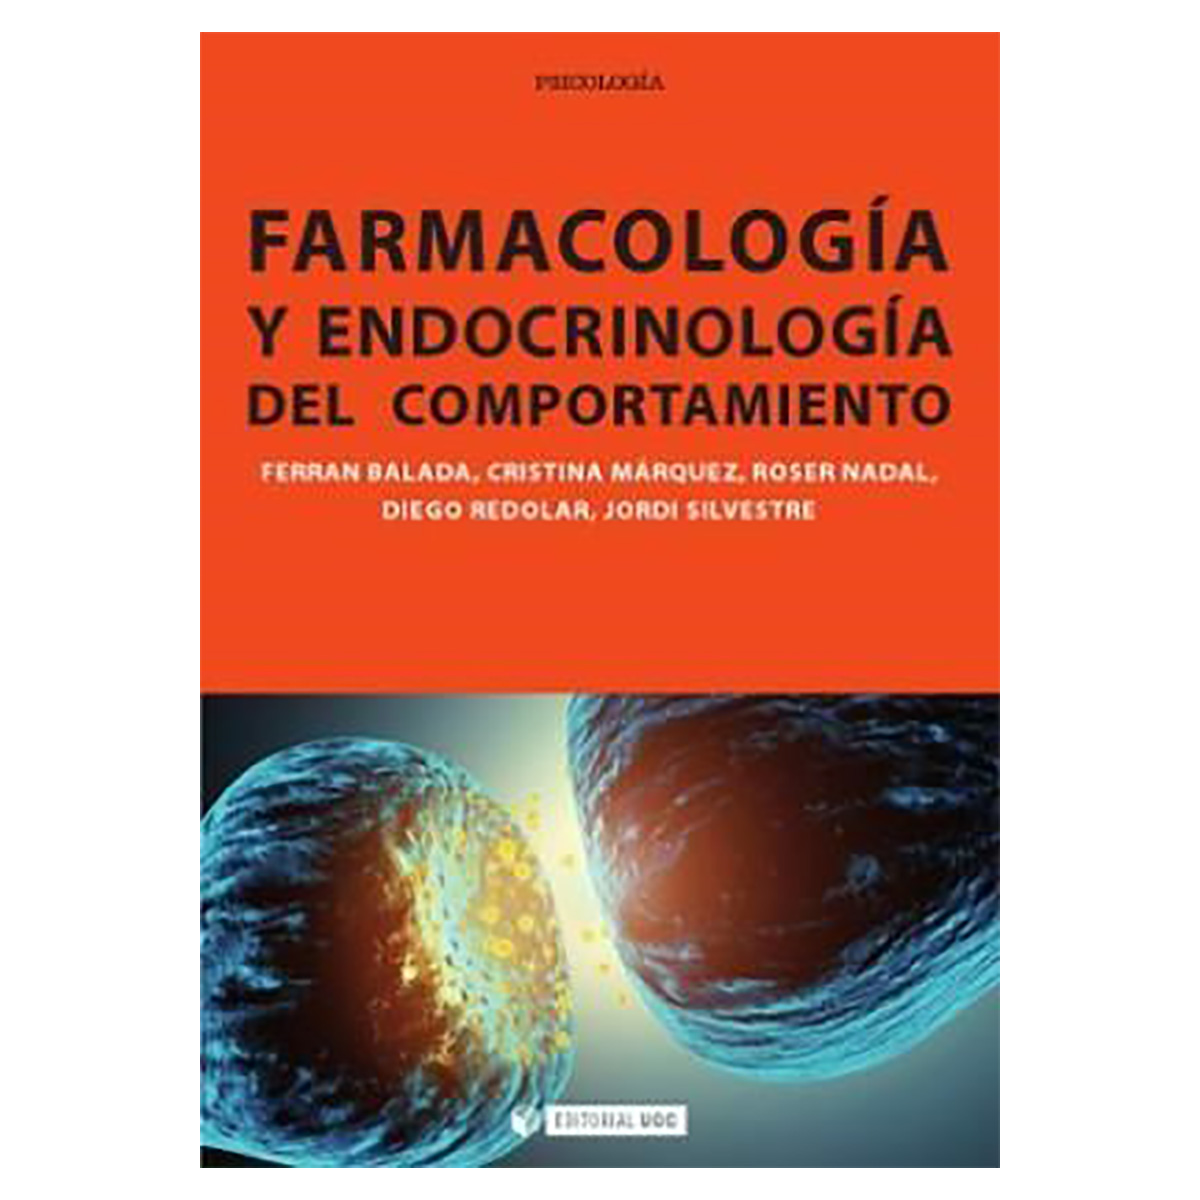 PSICOLOGÍA
FARMACOLOGÍA
Y ENDOCRINOLOGÍA
DEL COMPORTAMIENTO
FERRAN BALADA, CRISTINA MÁRQUEZ, ROSER NADAL,
DIEGO REDOLAR, JORDI SILVESTRE
EDITORIAL UOC